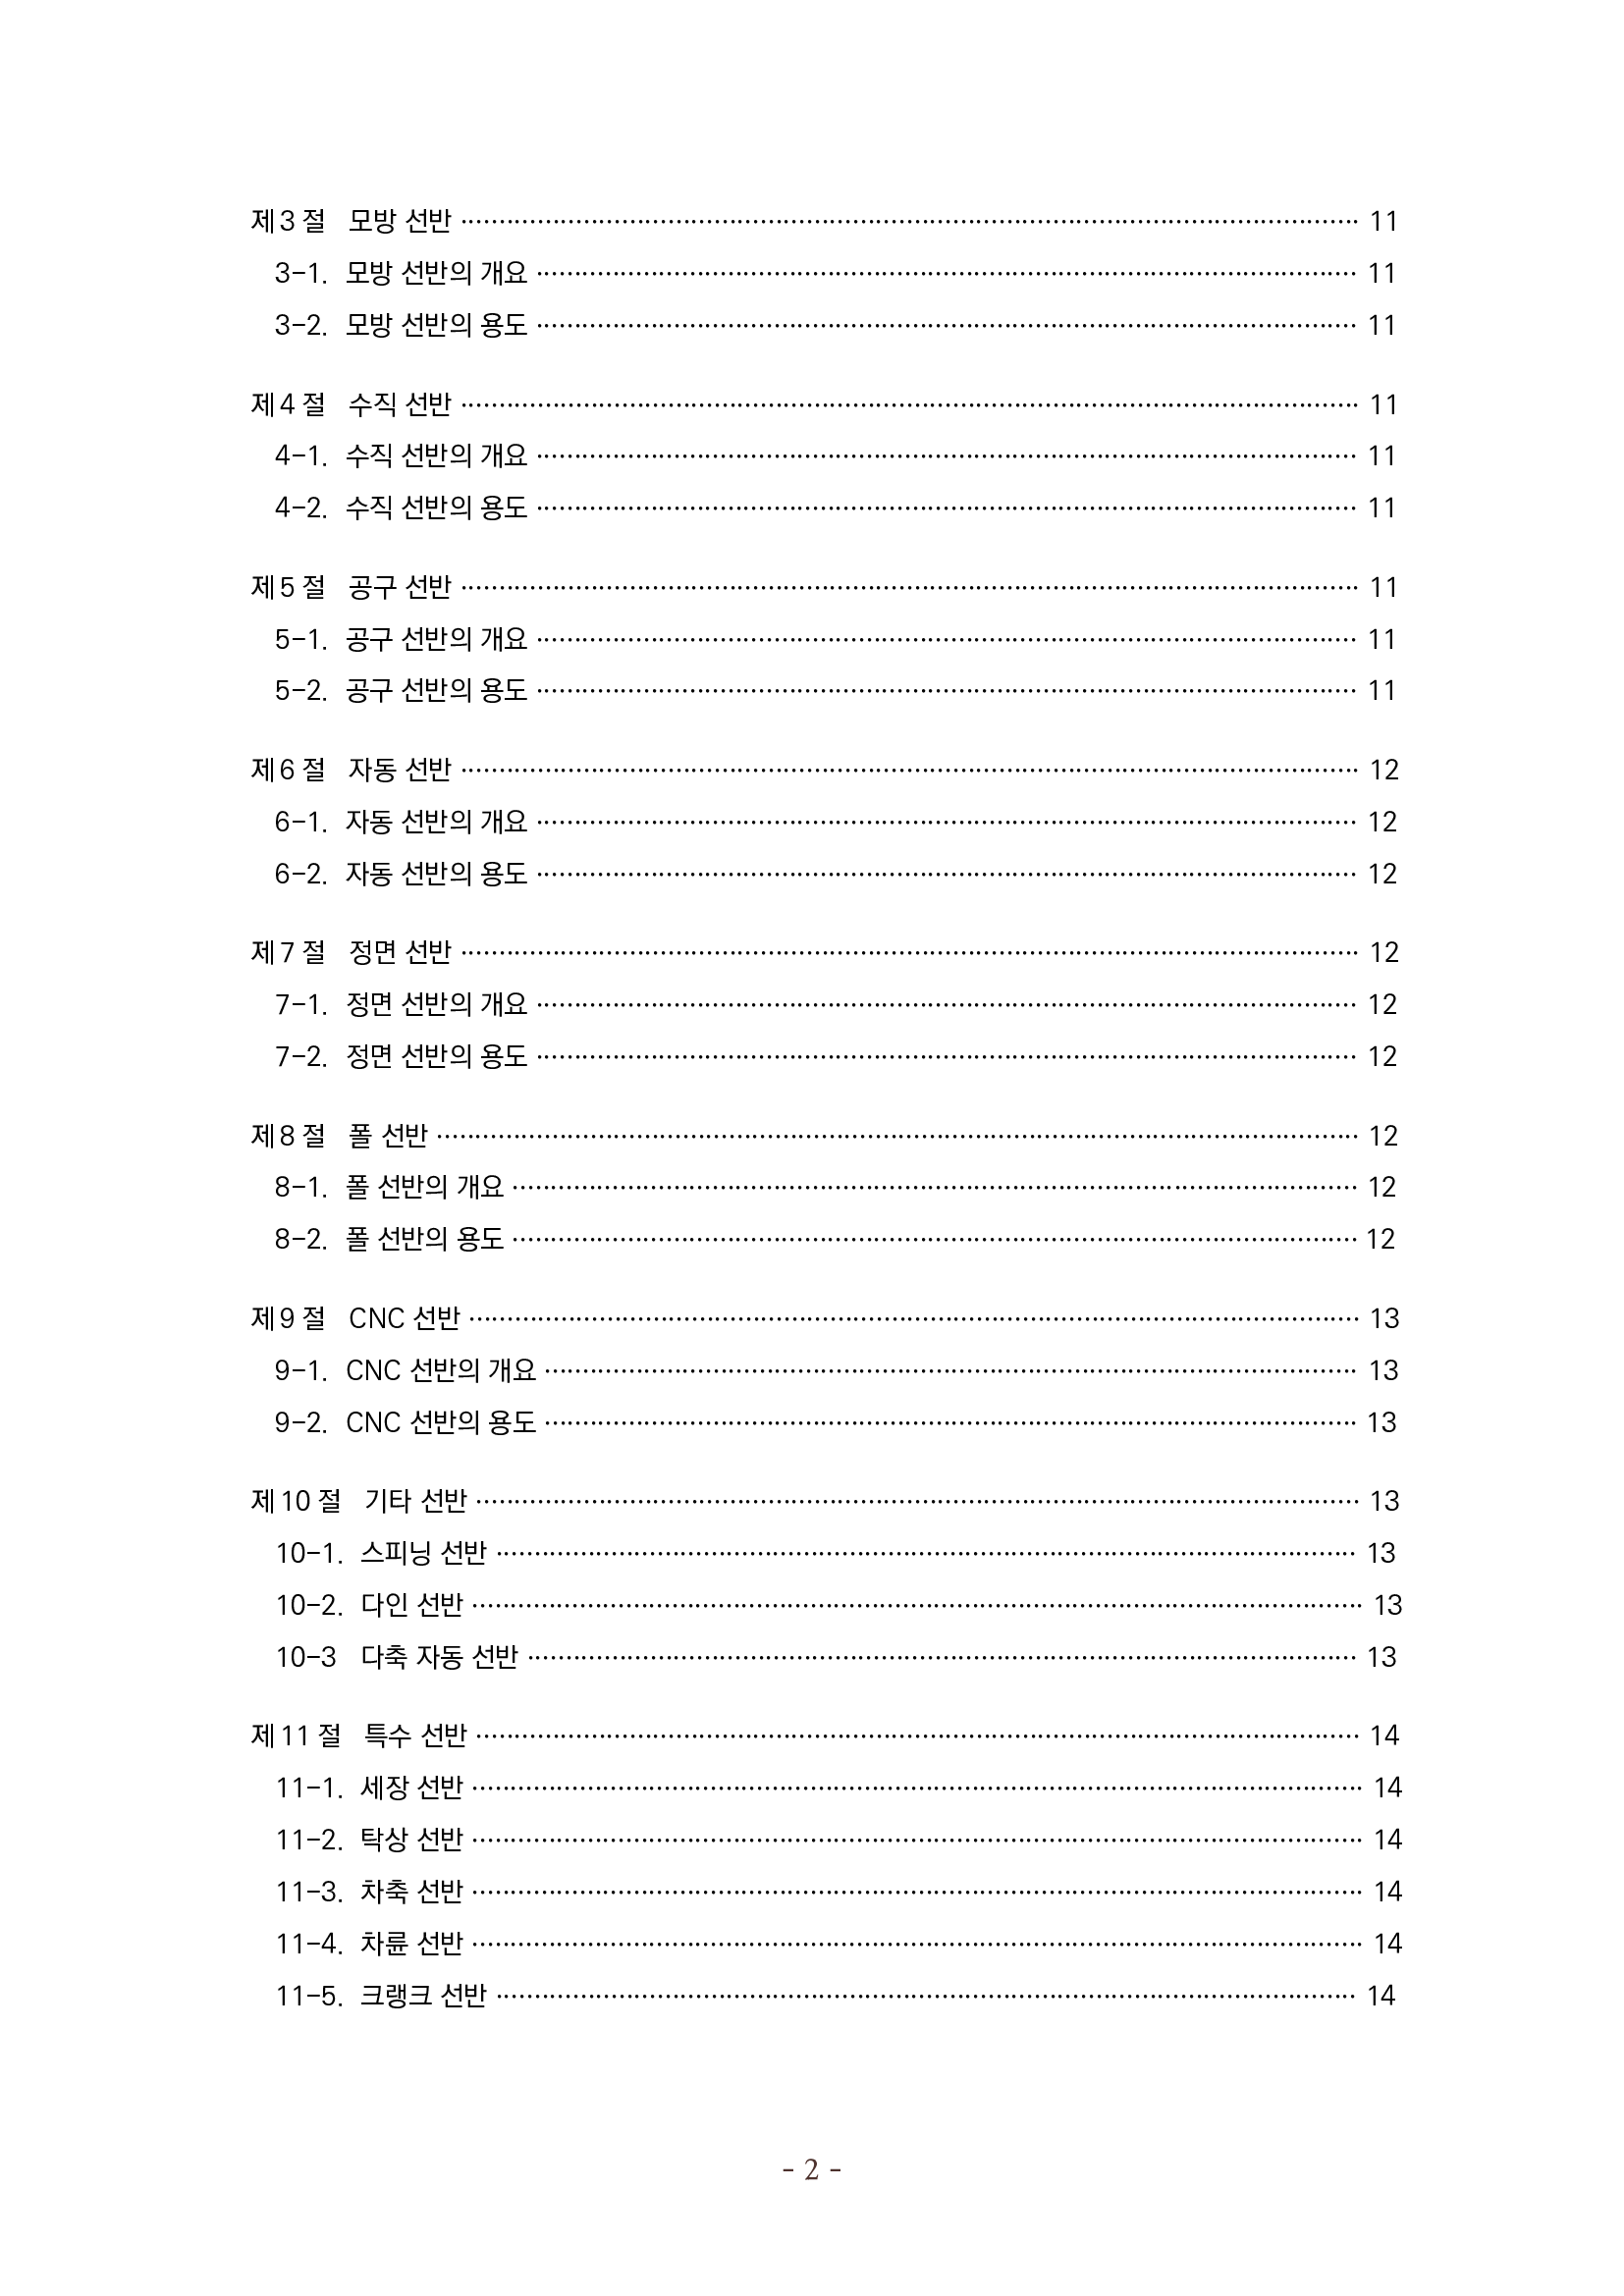 제3절 모방 선반 ······ 11
3-1. 모방 선반의 개요 ······ 11
3-2. 모방 선반의 용도 ······ 11
제4절 수직 선반 ······ 11
4-1. 수직 선반의 개요 ······ 11
4-2. 수직 선반의 용도 ······ 11
제5절 공구 선반 ······ 11
5-1. 공구 선반의 개요 ······ 11
5-2. 공구 선반의 용도 ······ 11
제6절 자동 선반 ······ 12
6-1. 자동 선반의 개요 ······ 12
6-2. 자동 선반의 용도 ······ 12
제7절 정면 선반 ······ 12
7-1. 정면 선반의 개요 ······ 12
7-2. 정면 선반의 용도 ······ 12
제8절 폴 선반 ······ 12
8-1. 폴 선반의 개요 ······ 12
8-2. 폴 선반의 용도 ······ 12
제9절 CNC 선반 ······ 13
9-1. CNC 선반의 개요 ······ 13
9-2. CNC 선반의 용도 ······ 13
제10절 기타 선반 ······ 13
10-1. 스피닝 선반 ······ 13
10-2. 다인 선반 ······ 13
10-3 다축 자동 선반 ······ 13
제11절 특수 선반 ······ 14
11-1. 세장 선반 ······ 14
11-2. 탁상 선반 ······ 14
11-3. 차축 선반 ······ 14
11-4. 차륜 선반 ······ 14
11-5. 크랭크 선반 ······ 14
- 2 -